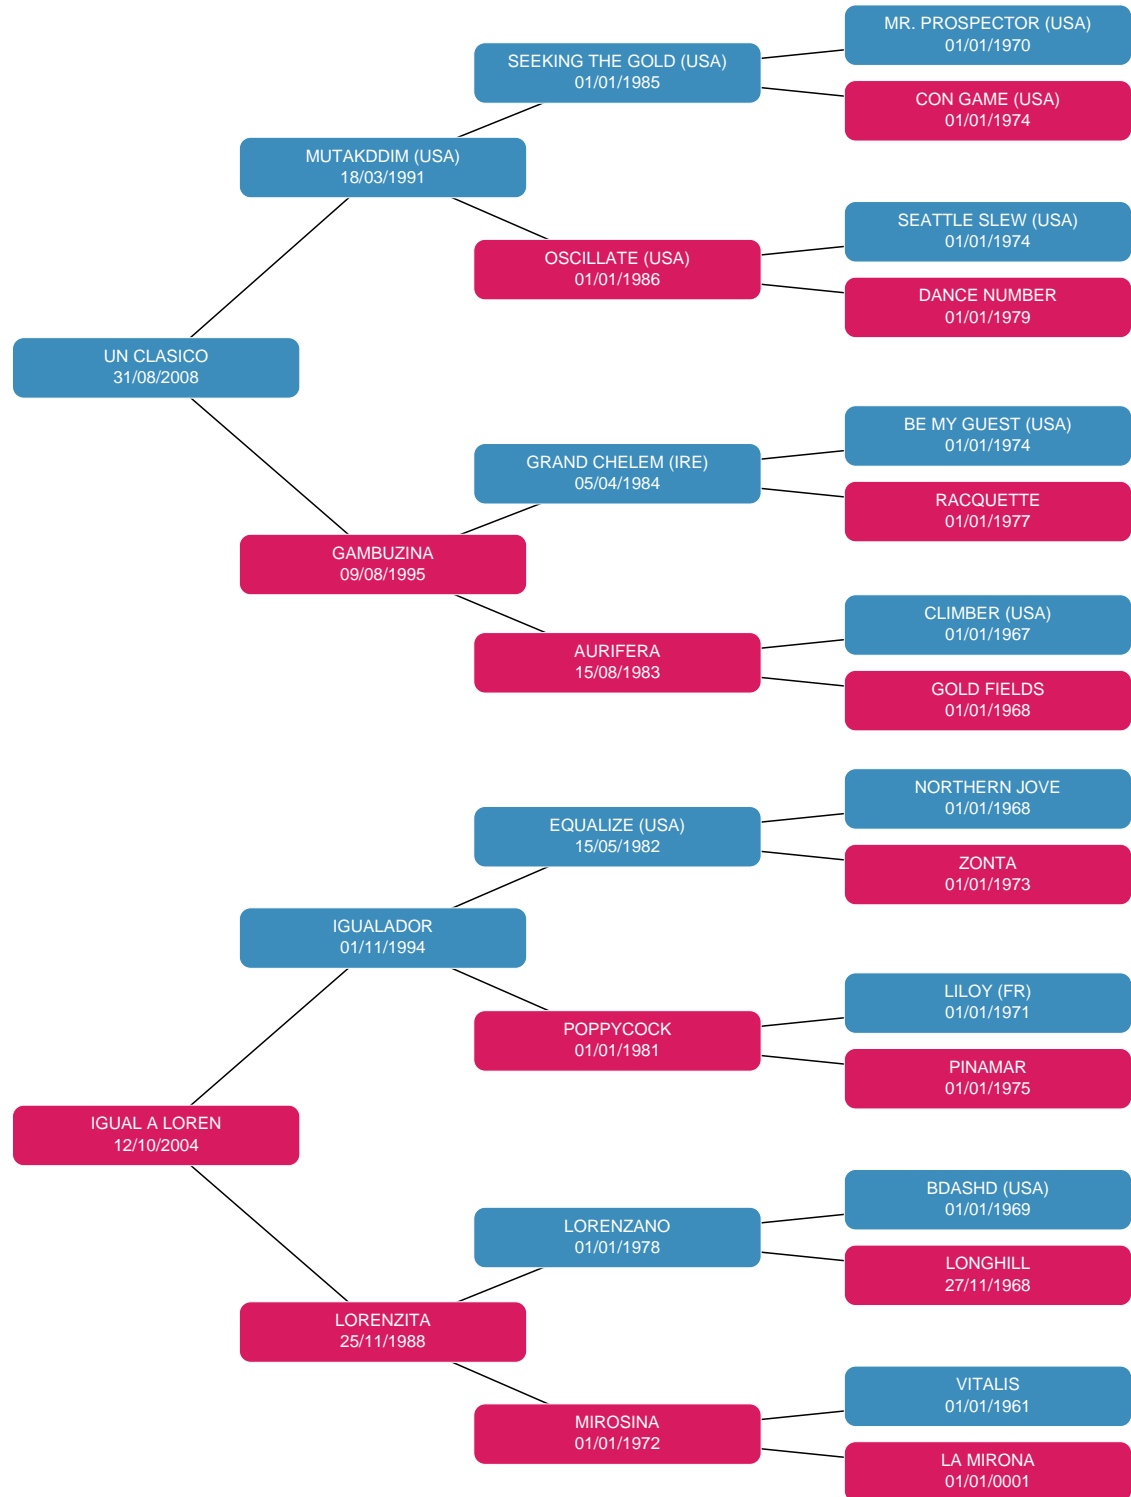 MR. PROSPECTOR (USA)
01/01/1970
SEEKING THE GOLD (USA)
01/01/1985
CON GAME (USA)
01/01/1974
MUTAKDDIM (USA)
18/03/1991
SEATTLE SLEW (USA)
01/01/1974
OSCILLATE (USA)
01/01/1986
DANCE NUMBER
01/01/1979
UN CLASICO
31/08/2008
BE MY GUEST (USA)
01/01/1974
GRAND CHELEM (IRE)
05/04/1984
RACQUETTE
01/01/1977
GAMBUZINA
09/08/1995
CLIMBER (USA)
01/01/1967
AURIFERA
15/08/1983
GOLD FIELDS
01/01/1968
NORTHERN JOVE
01/01/1968
EQUALIZE (USA)
15/05/1982
ZONTA
01/01/1973
IGUALADOR
01/11/1994
LILOY (FR)
01/01/1971
POPPYCOCK
01/01/1981
PINAMAR
01/01/1975
IGUAL A LOREN
12/10/2004
BDASHD (USA)
01/01/1969
LORENZANO
01/01/1978
LONGHILL
27/11/1968
LORENZITA
25/11/1988
VITALIS
01/01/1961
MIROSINA
01/01/1972
LA MIRONA
01/01/0001